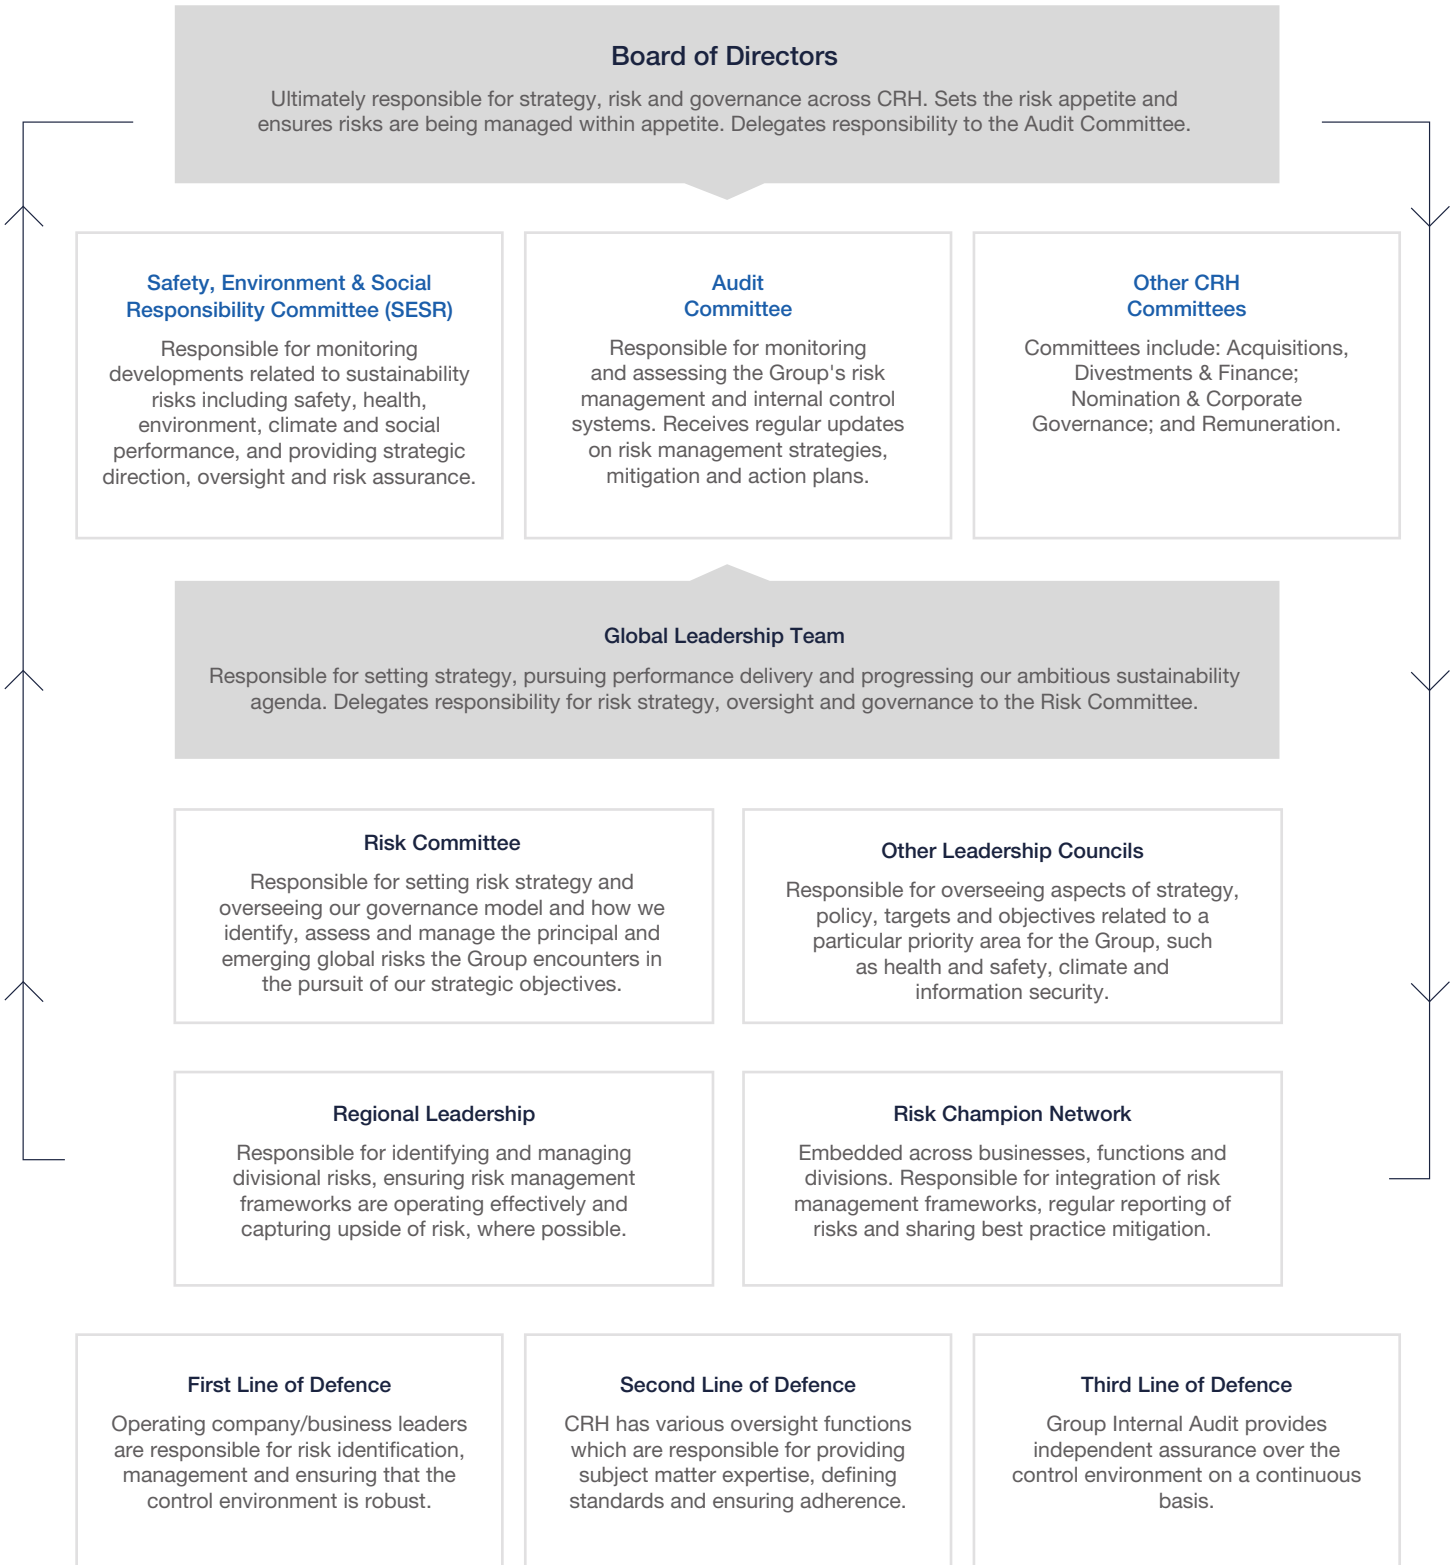 Board of Directors
Ultimately responsible for strategy, risk and governance across CRH. Sets the risk appetite and
ensures risks are being managed within appetite. Delegates responsibility to the Audit Committee.
Safety, Environment & Social
Responsibility Committee (SESR)
Responsible for monitoring
developments related to sustainability
risks including safety, health,
environment, climate and social
performance, and providing strategic
direction, oversight and risk assurance.
Audit
Committee
Responsible for monitoring
and assessing the Group's risk
management and internal control
systems. Receives regular updates
on risk management strategies,
mitigation and action plans.
Other CRH
Committees
Committees include: Acquisitions,
Divestments & Finance;
Nomination & Corporate
Governance; and Remuneration.
Global Leadership Team
Responsible for setting strategy, pursuing performance delivery and progressing our ambitious sustainability
agenda. Delegates responsibility for risk strategy, oversight and governance to the Risk Committee.
Risk Committee
Responsible for setting risk strategy and
overseeing our governance model and how we
identify, assess and manage the principal and
emerging global risks the Group encounters in
the pursuit of our strategic objectives.
Other Leadership Councils
Responsible for overseeing aspects of strategy,
policy, targets and objectives related to a
particular priority area for the Group, such
as health and safety, climate and
information security.
Regional Leadership
Responsible for identifying and managing
divisional risks, ensuring risk management
frameworks are operating effectively and
capturing upside of risk, where possible.
Risk Champion Network
Embedded across businesses, functions and
divisions. Responsible for integration of risk
management frameworks, regular reporting of
risks and sharing best practice mitigation.
First Line of Defence
Operating company/business leaders
are responsible for risk identification,
management and ensuring that the
control environment is robust.
Second Line of Defence
CRH has various oversight functions
which are responsible for providing
subject matter expertise, defining
standards and ensuring adherence.
Third Line of Defence
Group Internal Audit provides
independent assurance over the
control environment on a continuous
basis.